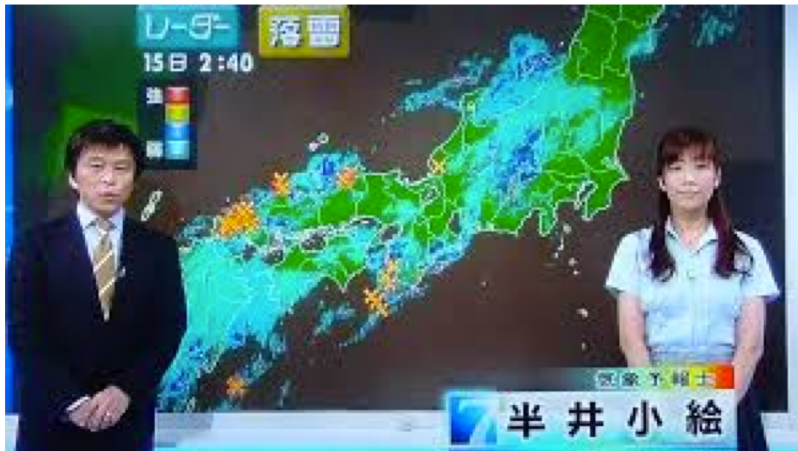 レーダー 落雷
15日 2:40
強
弱
気象予報士
7 半井小絵